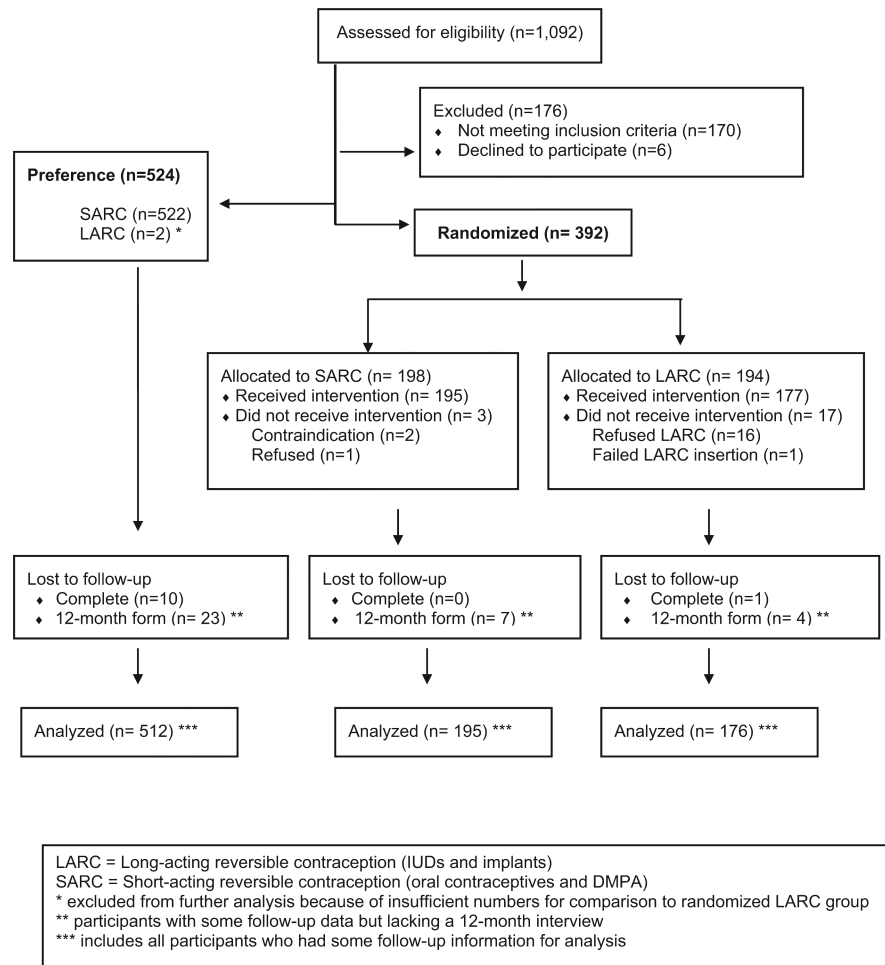 Assessed for eligibility (n=1,092)
Excluded (n=176)
♦ Not meeting inclusion criteria (n=170)
♦ Declined to participate (n=6)
Preference (n=524)
SARC (n=522)
LARC (n=2) *
Randomized (n= 392)
Allocated to SARC (n= 198)
♦ Received intervention (n= 195)
♦ Did not receive intervention (n= 3)
Contraindication (n=2)
Refused (n=1)
Allocated to LARC (n= 194)
♦ Received intervention (n= 177)
♦ Did not receive intervention (n= 17)
Refused LARC (n=16)
Failed LARC insertion (n=1)
Lost to follow-up
♦ Complete (n=10)
♦ 12-month form (n= 23) **
Lost to follow-up
♦ Complete (n=0)
♦ 12-month form (n= 7) **
Lost to follow-up
♦ Complete (n=1)
♦ 12-month form (n= 4) **
Analyzed (n= 512) ***
Analyzed (n= 195) ***
Analyzed (n= 176) ***
LARC = Long-acting reversible contraception (IUDs and implants)
SARC = Short-acting reversible contraception (oral contraceptives and DMPA)
* excluded from further analysis because of insufficient numbers for comparison to randomized LARC group
** participants with some follow-up data but lacking a 12-month interview
*** includes all participants who had some follow-up information for analysis